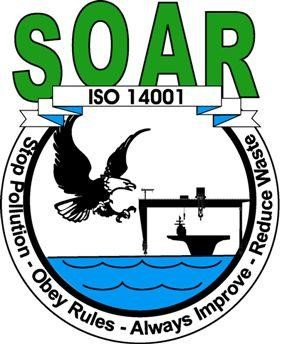 SOAR
ISO 14001
Stop Pollution - Obey Rules - Always Improve - Reduce Waste